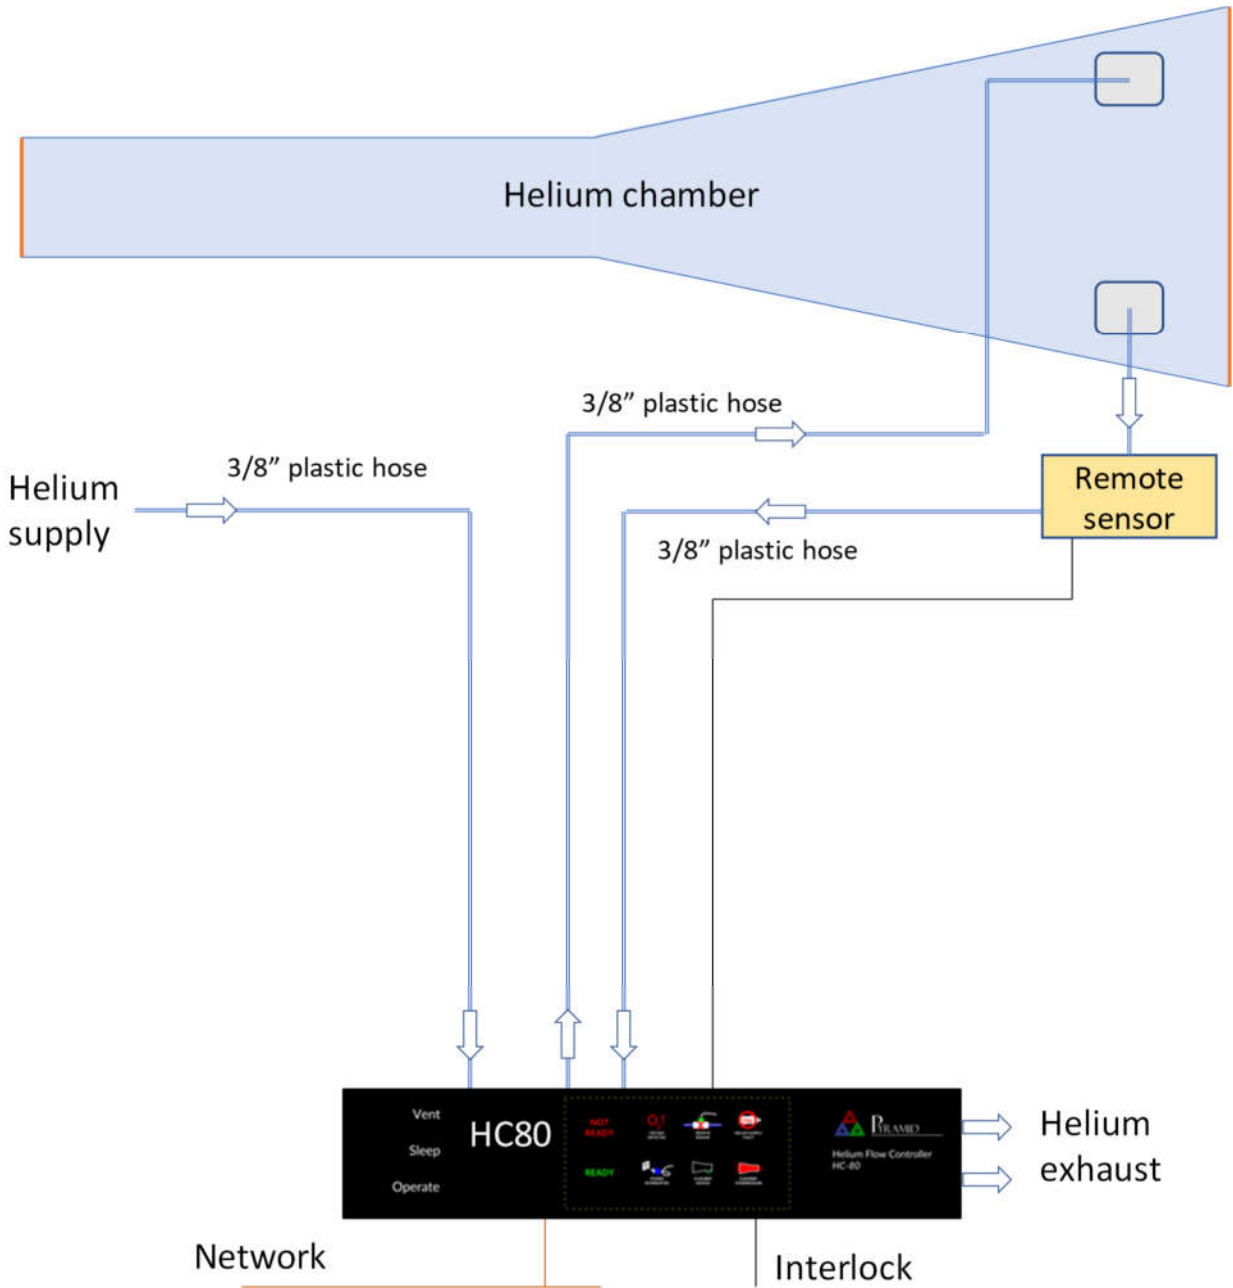 Helium chamber
3/8” plastic hose
3/8” plastic hose
Helium
supply
Remote
sensor
3/8” plastic hose
Vent
Sleep
Operate
HC80
NOT
READY
READY
PYRAMID
Helium Flow Controller
HC-80
Helium
exhaust
Network
Interlock